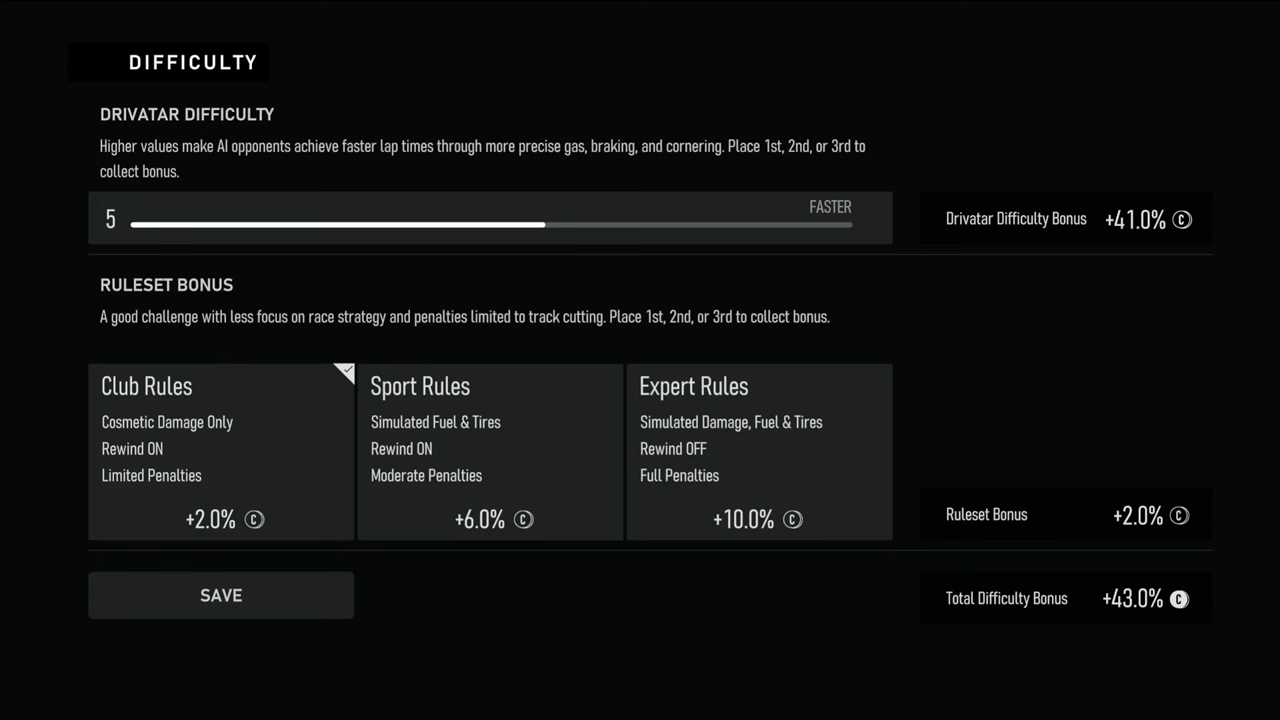 DIFFICULTY
DRIVATAR DIFFICULTY
Higher values make AI opponents achieve faster lap times through more precise gas, braking, and cornering. Place 1st, 2nd, or 3rd to
collect bonus.
5
FASTER
Drivatar Difficulty Bonus +41.0% C
RULESET BONUS
A good challenge with less focus on race strategy and penalties limited to track cutting. Place 1st, 2nd, or 3rd to collect bonus.
Club Rules
Cosmetic Damage Only
Rewind ON
Limited Penalties
+2.0% C
Sport Rules
Simulated Fuel & Tires
Rewind ON
Moderate Penalties
+6.0% C
Expert Rules
Simulated Damage, Fuel & Tires
Rewind OFF
Full Penalties
+10.0% C
Ruleset Bonus +2.0% C
SAVE
Total Difficulty Bonus +43.0% C